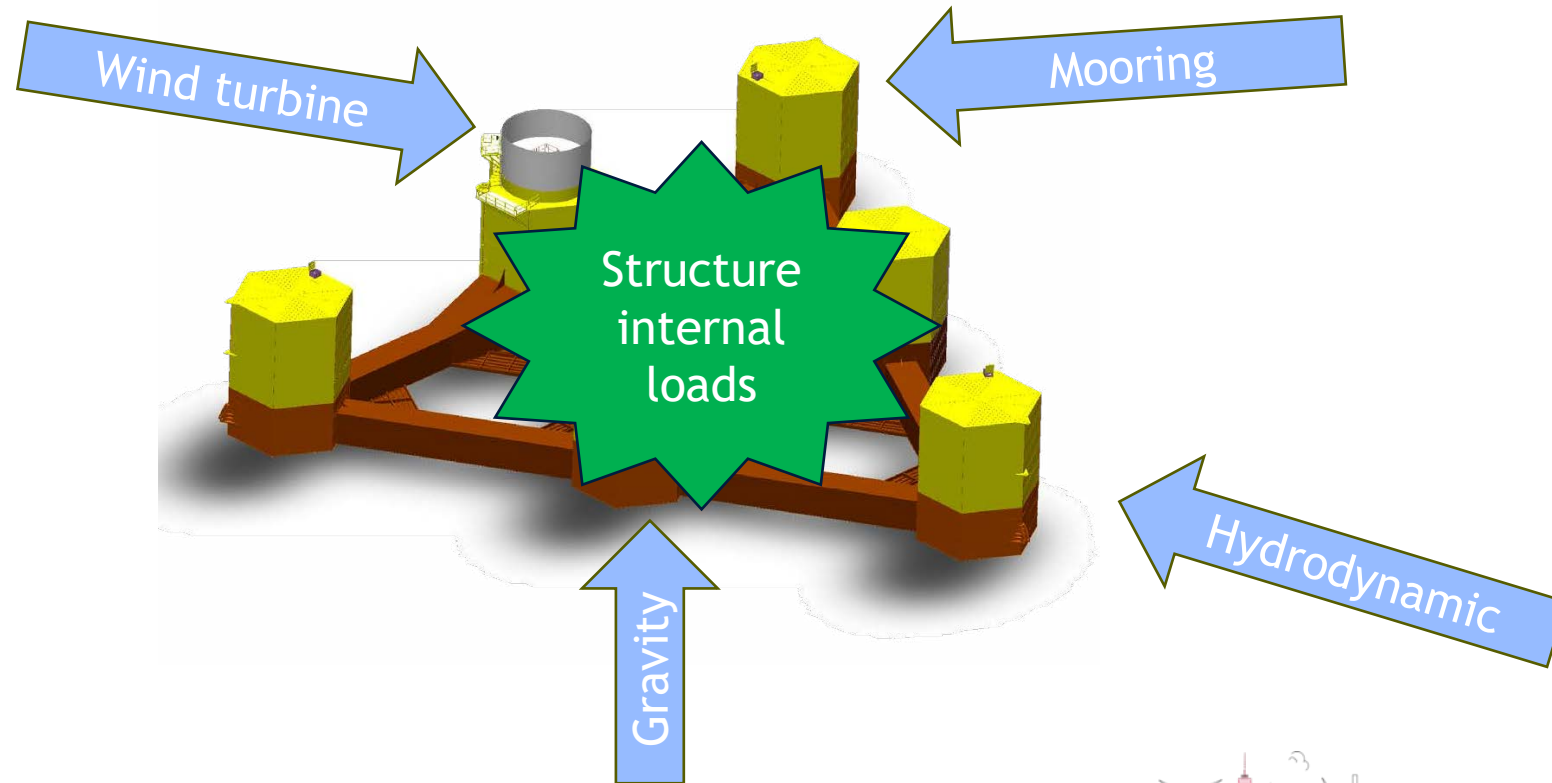 Wind turbine
Mooring
Structure
internal
loads
Hydrodynamic
Gravity